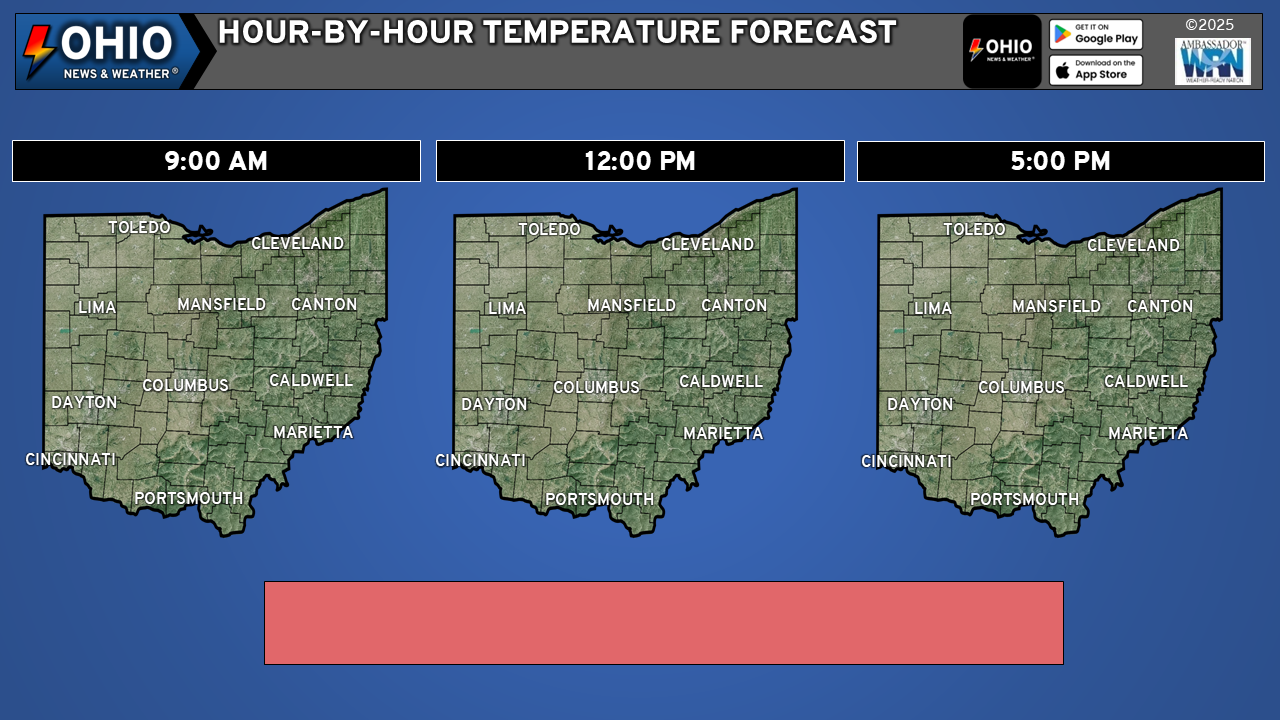 OHIO
NEWS & WEATHER®
HOUR-BY-HOUR TEMPERATURE FORECAST
OHIO
NEWS & WEATHER®
GET IT ON
Google Play
Download on the
App Store
©2025
AMBASSADOR™
WRN
WEATHER-READY NATION
9:00 AM
TOLEDO
CLEVELAND
LIMA
MANSFIELD
CANTON
COLUMBUS
CALDWELL
DAYTON
MARIETTA
CINCINNATI
PORTSMOUTH
12:00 PM
TOLEDO
CLEVELAND
LIMA
MANSFIELD
CANTON
COLUMBUS
CALDWELL
DAYTON
MARIETTA
CINCINNATI
PORTSMOUTH
5:00 PM
TOLEDO
CLEVELAND
LIMA
MANSFIELD
CANTON
COLUMBUS
CALDWELL
DAYTON
MARIETTA
CINCINNATI
PORTSMOUTH